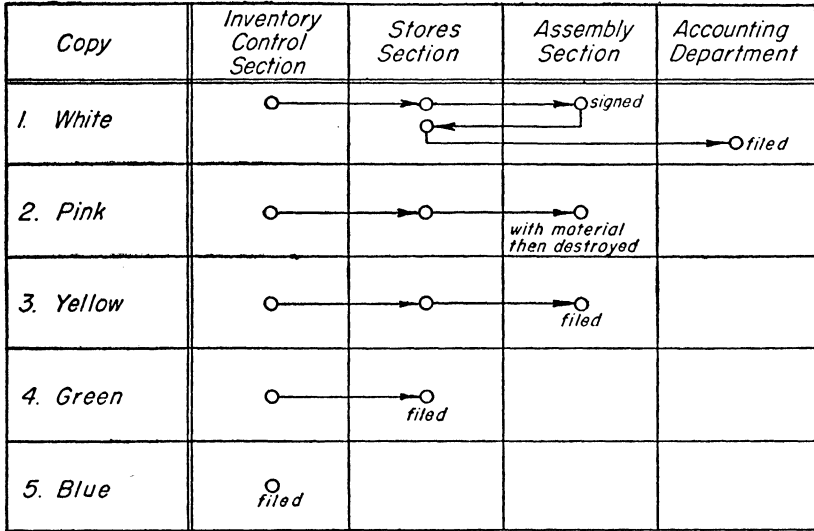 Copy
Inventory
Control
Section
Stores
Section
Assembly
Section
Accounting
Department
1. White
signed
filed
2. Pink
with material
then destroyed
3. Yellow
filed
4. Green
filed
5. Blue
filed